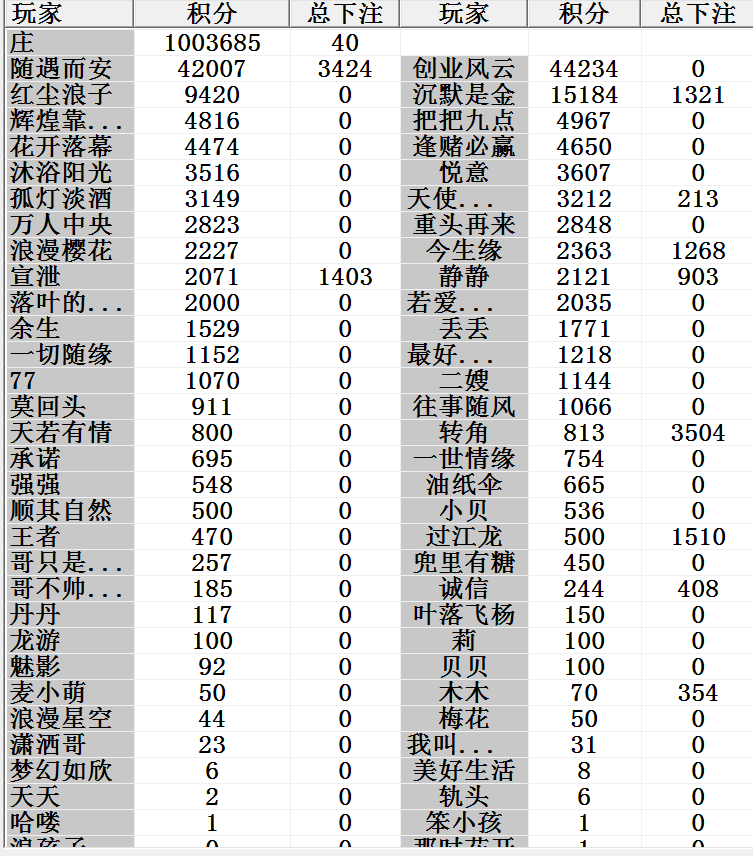 玩家 积分 总下注 玩家 积分 总下注
庄 1003685 40
随遇而安 42007 3424 创业风云 44234 0
红尘浪子 9420 0 沉默是金 15184 1321
辉煌靠... 4816 0 把把九点 4967 0
花开落幕 4474 0 逢赌必赢 4650 0
沐浴阳光 3516 0 悦意 3607 0
孤灯淡酒 3149 0 天使... 3212 213
万人中央 2823 0 重头再来 2848 0
浪漫樱花 2227 0 今生缘 2363 1268
宣泄 2071 1403 静静 2121 903
落叶的... 2000 0 若爱... 2035 0
余生 1529 0 丢丢 1771 0
一切随缘 1152 0 最好... 1218 0
77 1070 0 二嫂 1144 0
莫回头 911 0 往事随风 1066 0
天若有情 800 0 转角 813 3504
承诺 695 0 一世情缘 754 0
强强 548 0 油纸伞 665 0
顺其自然 500 0 小贝 536 0
王者 470 0 过江龙 500 1510
哥只是... 257 0 兜里有糖 450 0
哥不帅... 185 0 诚信 244 408
丹丹 117 0 叶落飞杨 150 0
龙游 100 0 莉 100 0
魅影 92 0 贝贝 100 0
麦小萌 50 0 木木 70 354
浪漫星空 44 0 梅花 50 0
潇洒哥 23 0 我叫... 31 0
梦幻如欣 6 0 美好生活 8 0
天天 2 0 轨头 6 0
哈喽 1 0 笨小孩 1 0